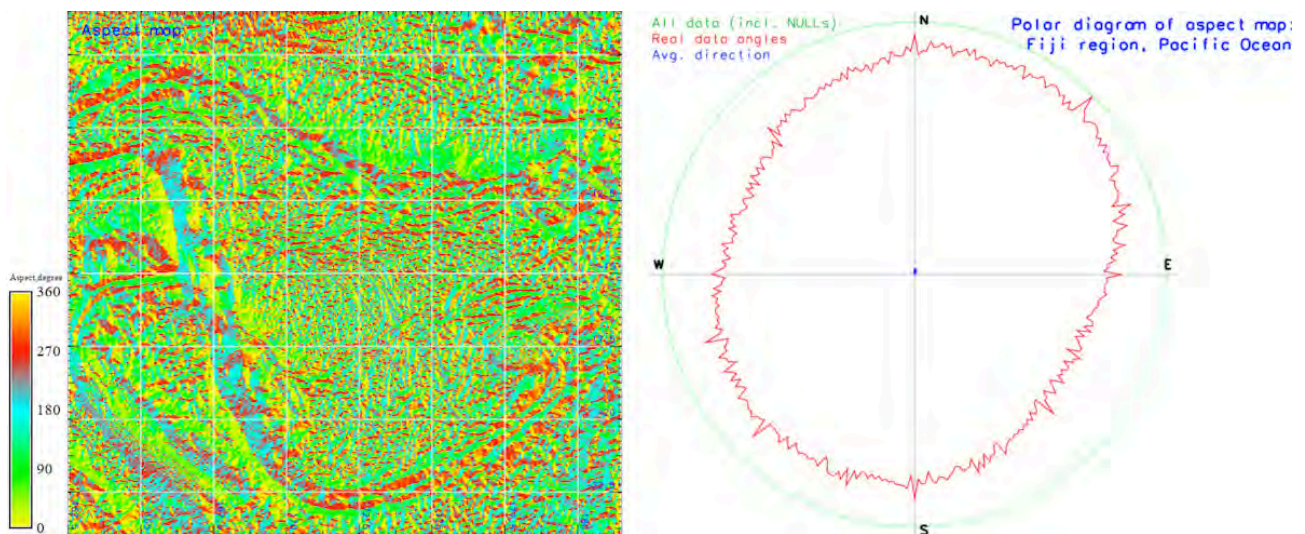 Aspect map
Aspect,degree
360
270
180
90
0
All data (incl. NULLs)
Real data angles
Avg. direction
Polar diagram of aspect map:
Fiji region, Pacific Ocean
N
W
E
S